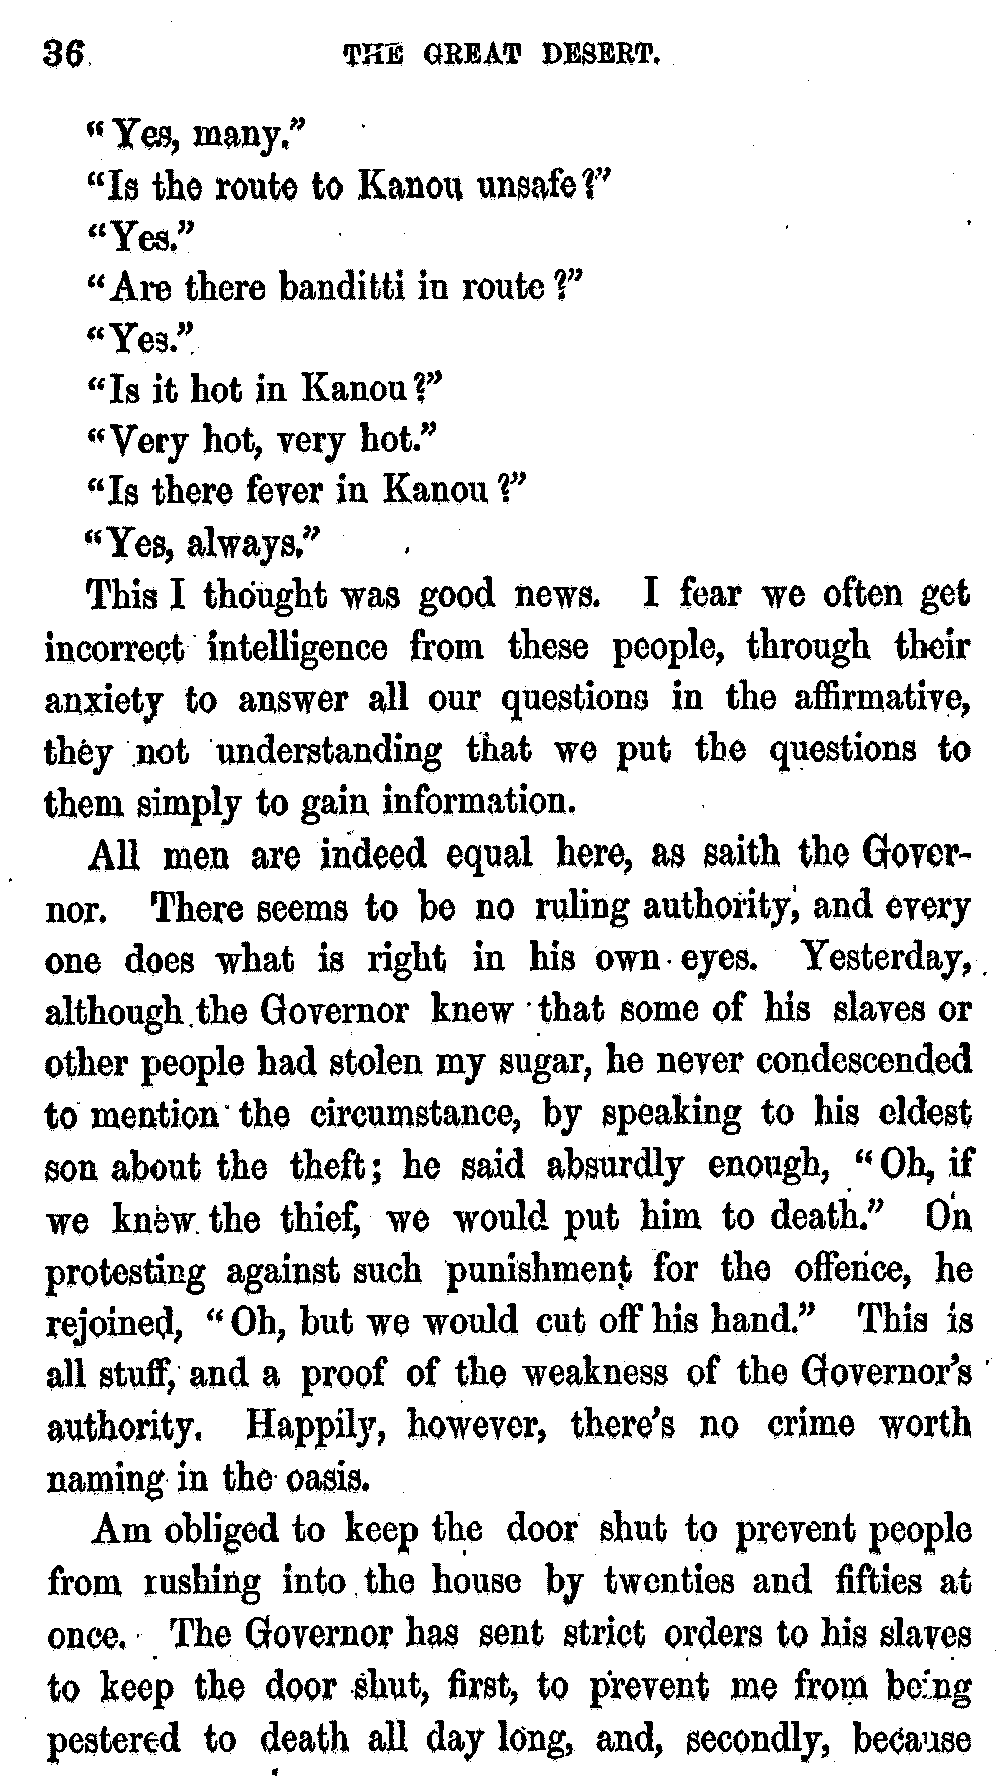 36 THE GREAT DESERT.
"Yes, many."
"Is the route to Kanou unsafe?"
"Yes."
"Are there banditti in route?"
"Yes."
"Is it hot in Kanou?"
"Very hot, very hot."
"Is there fever in Kanou?"
"Yes, always."
This I thought was good news. I fear we often get
incorrect intelligence from these people, through their
anxiety to answer all our questions in the affirmative,
they not understanding that we put the questions to
them simply to gain information.
All men are indeed equal here, as saith the Gover-
nor. There seems to be no ruling authority, and every
one does what is right in his own eyes. Yesterday,
although the Governor knew that some of his slaves or
other people had stolen my sugar, he never condescended
to mention the circumstance, by speaking to his eldest
son about the theft; he said absurdly enough, "Oh, if
we knew the thief, we would put him to death." On
protesting against such punishment for the offence, he
rejoined, "Oh, but we would cut off his hand." This is
all stuff, and a proof of the weakness of the Governor's
authority. Happily, however, there's no crime worth
naming in the oasis.
Am obliged to keep the door shut to prevent people
from rushing into the house by twenties and fifties at
once. The Governor has sent strict orders to his slaves
to keep the door shut, first, to prevent me from being
pestered to death all day long, and, secondly, because